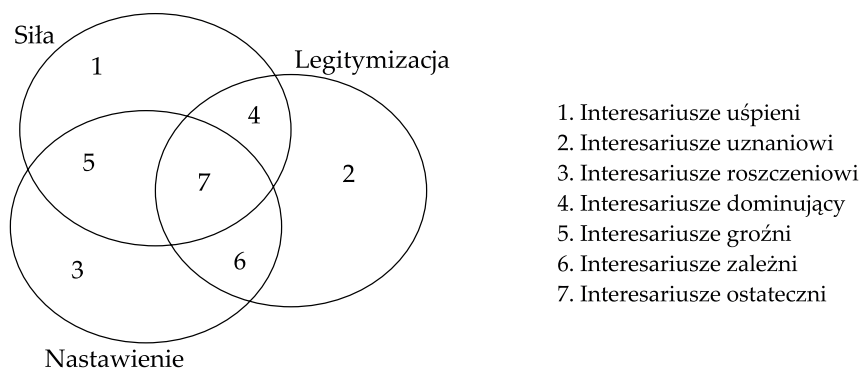 Siła
1
Legitymizacja
4
5
7
2
6
3
Nastawienie
1. Interesariusze uśpieni
2. Interesariusze uznaniowi
3. Interesariusze roszczeniowi
4. Interesariusze dominujący
5. Interesariusze groźni
6. Interesariusze zależni
7. Interesariusze ostateczni